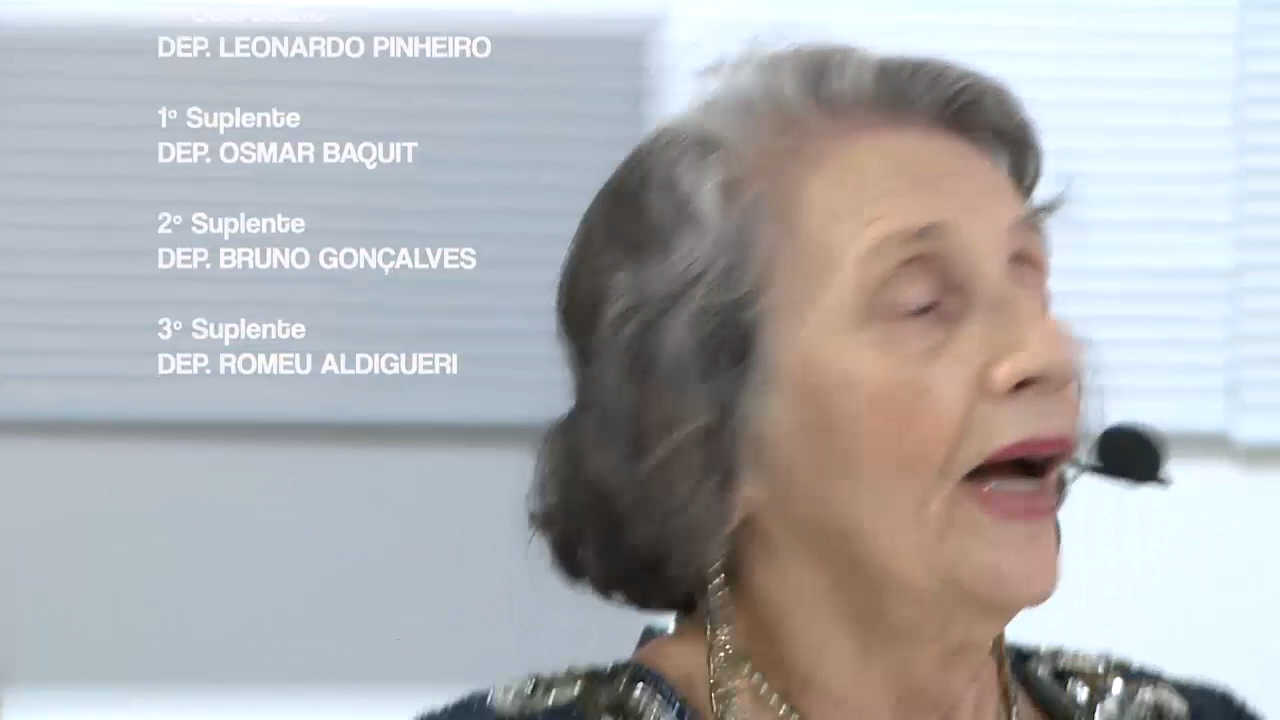 DEP. LEONARDO PINHEIRO
1º Suplente
DEP. OSMAR BAQUIT
2º Suplente
DEP. BRUNO GONÇALVES
3º Suplente
DEP. ROMEU ALDIGUERI